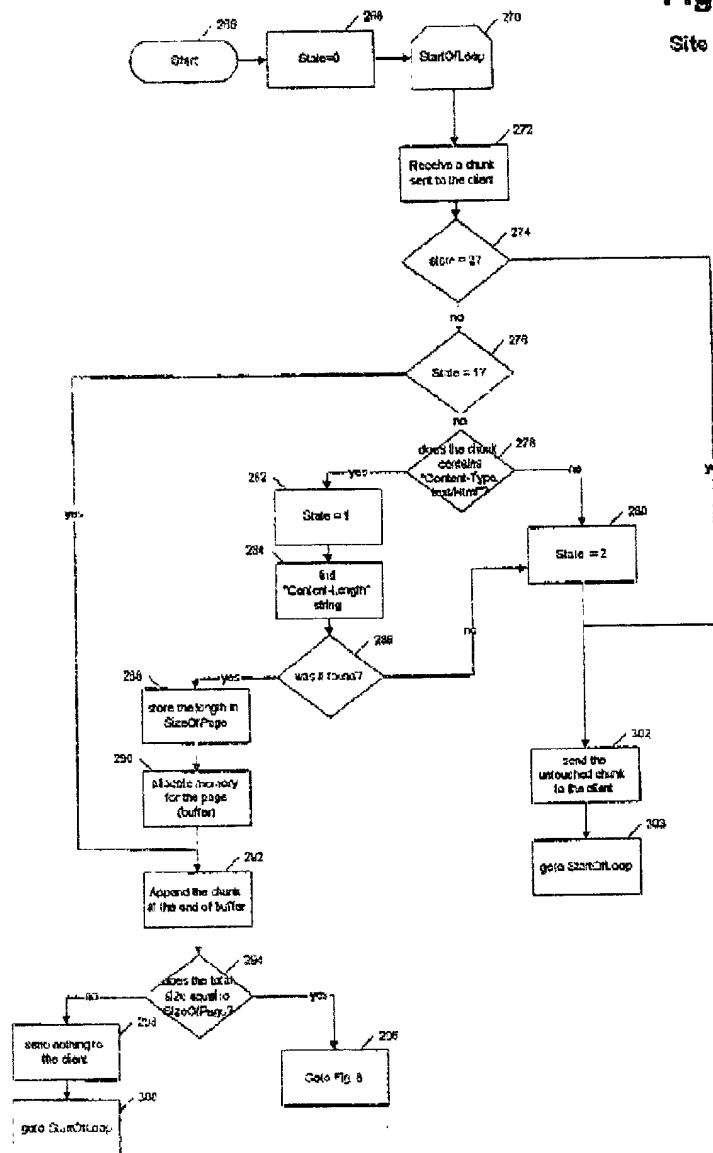 Fig
Site
266
Start
268
State=0
270
StartOfLoop
272
Receive a chunk
sent to the client
274
state = 2?
no
276
State = 1?
yes
no
278
does the chunk
contains
"Content-Type
text/Html"?
yes
no
282
State = 1
280
State = 2
284
find
"Content-Length"
string
286
was it found?
yes
no
288
store the length in
SizeOfPage
290
allocate memory
for the page
(buffer)
292
Append the chunk
at the end of buffer
302
send the
untouched chunk
to the client
303
goto StartOfLoop
294
does the total
size equal to
SizeOfPage?
no
yes
send nothing to
the client
Goto Fig. 8
300
goto StartOfLoop